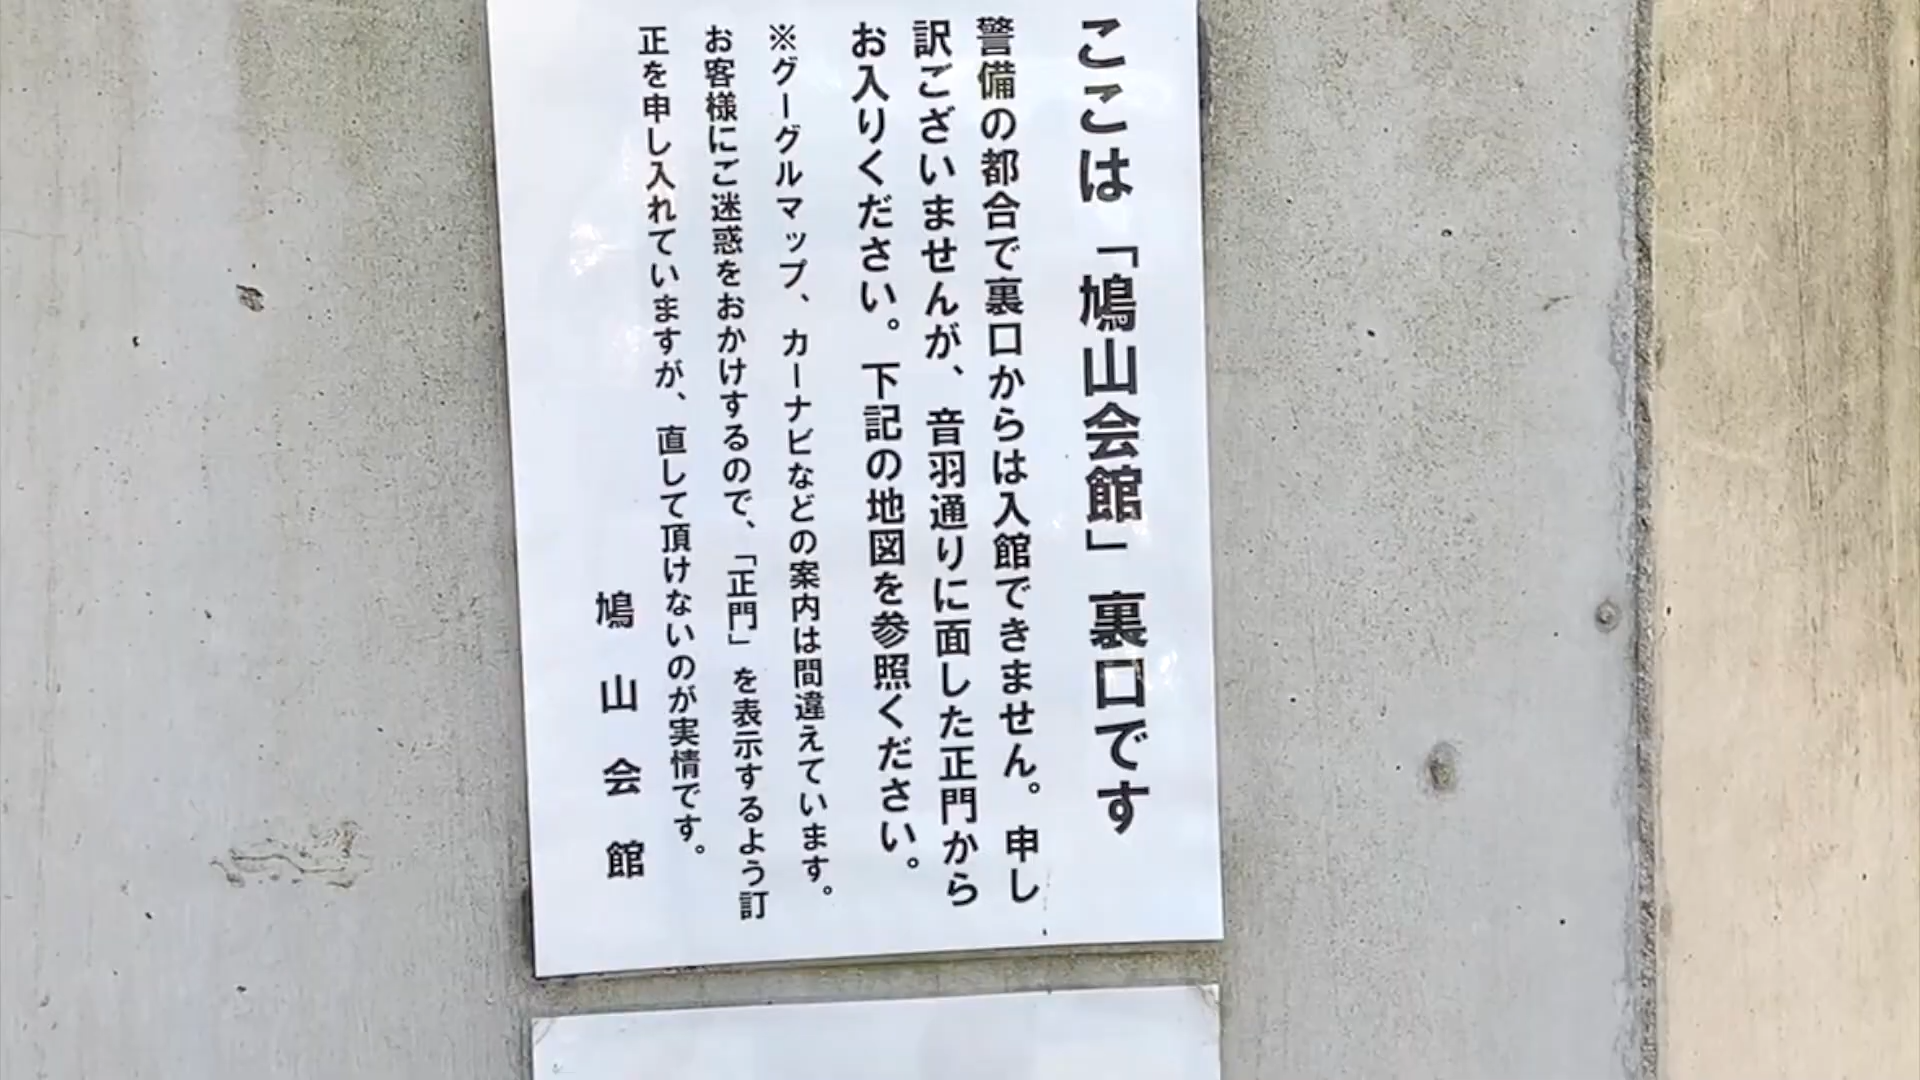 ここは「鳩山会館」裏口です
警備の都合で裏口からは入館できません。申し
訳ございませんが、音羽通りに面した正門から
お入りください。下記の地図を参照ください。
※グーグルマップ、カーナビなどの案内は間違えています。
お客様にご迷惑をおかけするので、「正門」を表示するよう訂
正を申し入れていますが、直して頂けないのが実情です。
鳩山会館